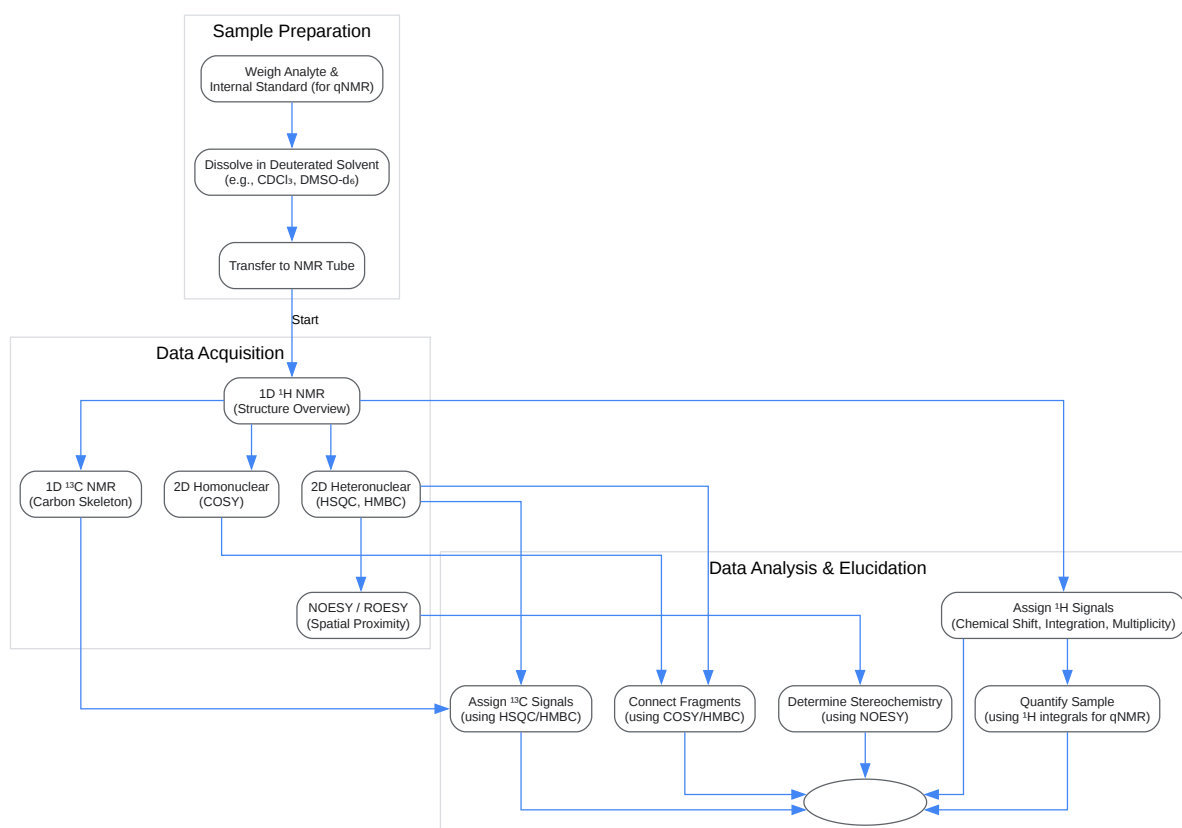 Sample Preparation
Weigh Analyte &
Internal Standard (for qNMR)
Dissolve in Deuterated Solvent
(e.g., CDCl₃, DMSO-d₆)
Transfer to NMR Tube
Start
Data Acquisition
1D ¹H NMR
(Structure Overview)
1D ¹³C NMR
(Carbon Skeleton)
2D Homonuclear
(COSY)
2D Heteronuclear
(HSQC, HMBC)
NOESY / ROESY
(Spatial Proximity)
Data Analysis & Elucidation
Assign ¹H Signals
(Chemical Shift, Integration, Multiplicity)
Assign ¹³C Signals
(using HSQC/HMBC)
Connect Fragments
(using COSY/HMBC)
Determine Stereochemistry
(using NOESY)
Quantify Sample
(using ¹H integrals for qNMR)